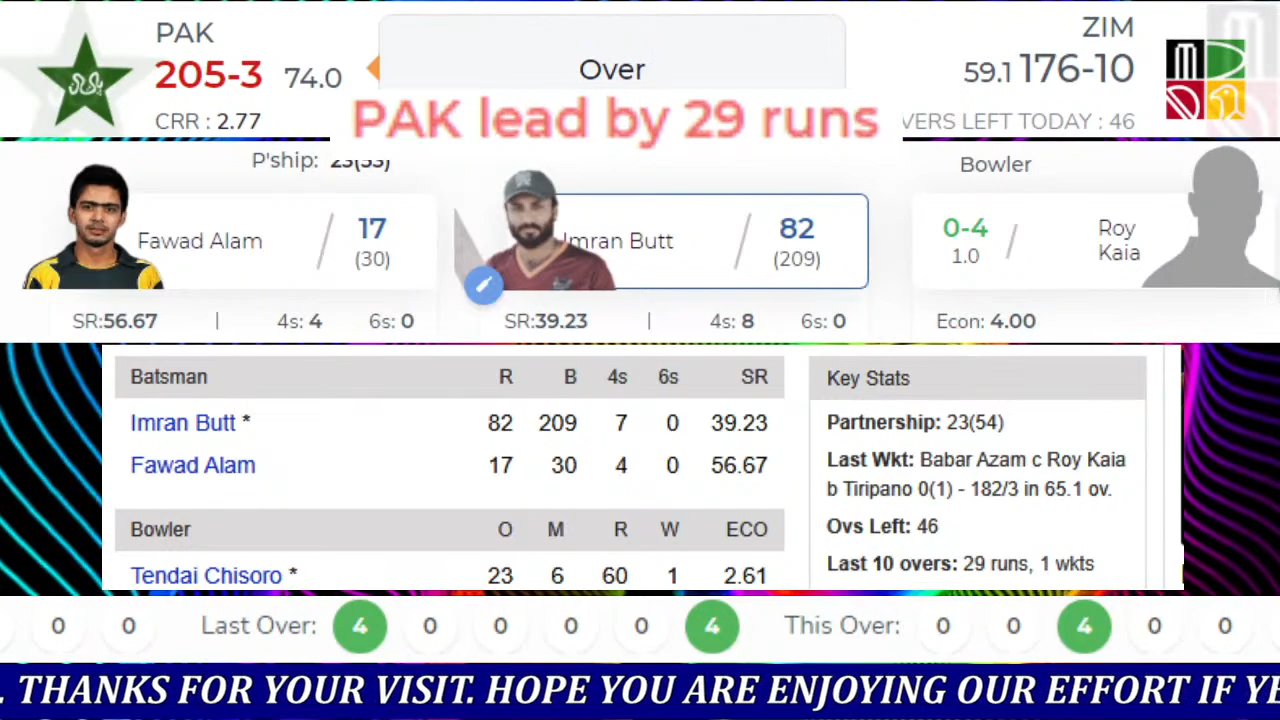 PAK
205-3 74.0
CRR : 2.77
Over
ZIM
59.1 176-10
PAK lead by 29 runs
VERS LEFT TODAY : 46
P'ship: 23(53)
Fawad Alam
17
(30)
SR:56.67 | 4s: 4 6s: 0
Imran Butt
82
(209)
SR:39.23 | 4s: 8 6s: 0
Bowler
0-4
1.0
Roy
Kaia
Econ: 4.00
Batsman R B 4s 6s SR
Imran Butt * 82 209 7 0 39.23
Fawad Alam 17 30 4 0 56.67
Bowler O M R W ECO
Tendai Chisoro * 23 6 60 1 2.61
Key Stats
Partnership: 23(54)
Last Wkt: Babar Azam c Roy Kaia
b Tiripano 0(1) - 182/3 in 65.1 ov.
Ovs Left: 46
Last 10 overs: 29 runs, 1 wkts
0 0 Last Over: 4 0 0 0 0 4 This Over: 0 0 4 0 0
. THANKS FOR YOUR VISIT. HOPE YOU ARE ENJOYING OUR EFFORT IF YE